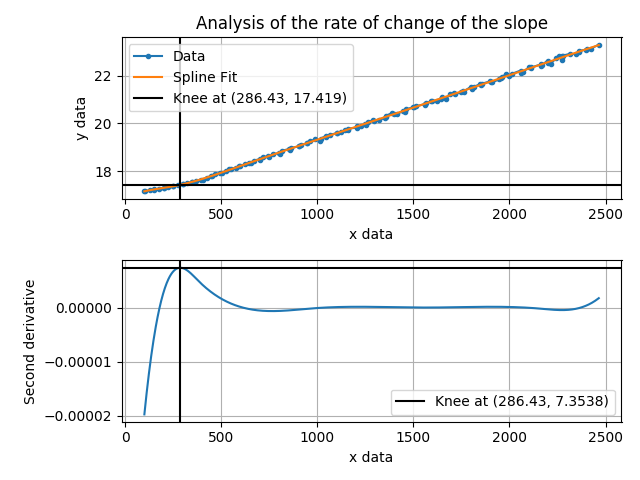 Analysis of the rate of change of the slope
Data
Spline Fit
Knee at (286.43, 17.419)
y data
22
20
18
0 500 1000 1500 2000 2500
x data
Second derivative
0.00000
−0.00001
−0.00002
Knee at (286.43, 7.3538)
0 500 1000 1500 2000 2500
x data